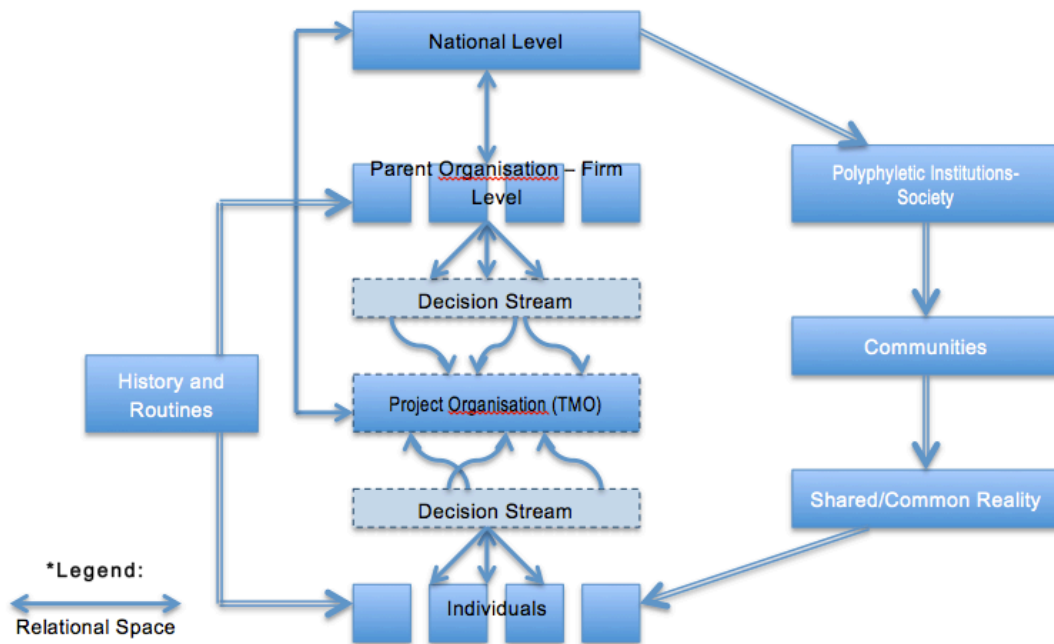 National Level
Parent Organisation – Firm
Level
Polyphyletic Institutions-
Society
Decision Stream
Communities
History and
Routines
Project Organisation (TMO)
Shared/Common Reality
Decision Stream
*Legend:
Individuals
Relational Space